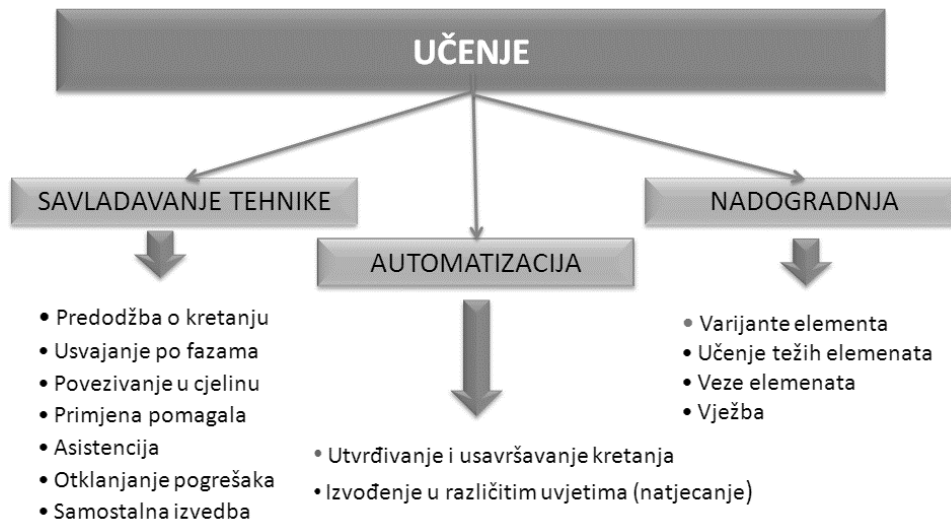 UČENJE
SAVLADAVANJE TEHNIKE
• Predodžba o kretanju
• Usvajanje po fazama
• Povezivanje u cjelinu
• Primjena pomagala
• Asistencija
• Otklanjanje pogrešaka
• Samostalna izvedba
AUTOMATIZACIJA
• Utvrđivanje i usavršavanje kretanja
• Izvođenje u različitim uvjetima (natjecanje)
NADOGRADNJA
• Varijante elementa
• Učenje težih elemenata
• Veze elemenata
• Vježba